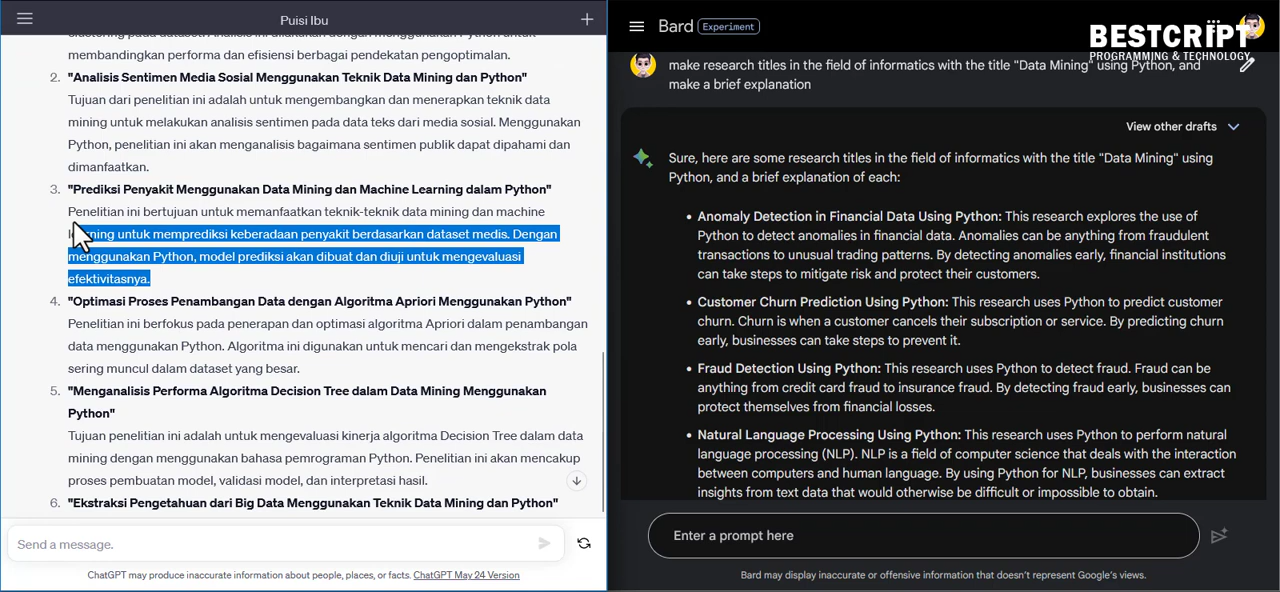 Puisi Ibu
membandingkan performa dan efisiensi berbagai pendekatan pengoptimalan.
2. "Analisis Sentimen Media Sosial Menggunakan Teknik Data Mining dan Python"
Tujuan dari penelitian ini adalah untuk mengembangkan dan menerapkan teknik data
mining untuk melakukan analisis sentimen pada data teks dari media sosial. Menggunakan
Python, penelitian ini akan menganalisis bagaimana sentimen publik dapat dipahami dan
dimanfaatkan.
3. "Prediksi Penyakit Menggunakan Data Mining dan Machine Learning dalam Python"
Penelitian ini bertujuan untuk memanfaatkan teknik-teknik data mining dan machine
learning untuk memprediksi keberadaan penyakit berdasarkan dataset medis. Dengan
menggunakan Python, model prediksi akan dibuat dan diuji untuk mengevaluasi
efektivitasnya.
4. "Optimasi Proses Penambangan Data dengan Algoritma Apriori Menggunakan Python"
Penelitian ini berfokus pada penerapan dan optimasi algoritma Apriori dalam penambangan
data menggunakan Python. Algoritma ini digunakan untuk mencari dan mengekstrak pola
sering muncul dalam dataset yang besar.
5. "Menganalisis Performa Algoritma Decision Tree dalam Data Mining Menggunakan
Python"
Tujuan penelitian ini adalah untuk mengevaluasi kinerja algoritma Decision Tree dalam data
mining dengan menggunakan bahasa pemrograman Python. Penelitian ini akan mencakup
proses pembuatan model, validasi model, dan interpretasi hasil.
6. "Ekstraksi Pengetahuan dari Big Data Menggunakan Teknik Data Mining dan Python"
Send a message.
ChatGPT may produce inaccurate information about people, places, or facts. ChatGPT May 24 Version
Bard Experiment
BESTCRIPT
PROGRAMMING & TECHNOLOGY
make research titles in the field of informatics with the title "Data Mining" using Python, and
make a brief explanation
View other drafts
Sure, here are some research titles in the field of informatics with the title "Data Mining" using
Python, and a brief explanation of each:
• Anomaly Detection in Financial Data Using Python: This research explores the use of
Python to detect anomalies in financial data. Anomalies can be anything from fraudulent
transactions to unusual trading patterns. By detecting anomalies early, financial institutions
can take steps to mitigate risk and protect their customers.
• Customer Churn Prediction Using Python: This research uses Python to predict customer
churn. Churn is when a customer cancels their subscription or service. By predicting churn
early, businesses can take steps to prevent it.
• Fraud Detection Using Python: This research uses Python to detect fraud. Fraud can be
anything from credit card fraud to insurance fraud. By detecting fraud early, businesses can
protect themselves from financial losses.
• Natural Language Processing Using Python: This research uses Python to perform natural
language processing (NLP). NLP is a field of computer science that deals with the interaction
between computers and human language. By using Python for NLP, businesses can extract
insights from text data that would otherwise be difficult or impossible to obtain.
Enter a prompt here
Bard may display inaccurate or offensive information that doesn't represent Google's views.